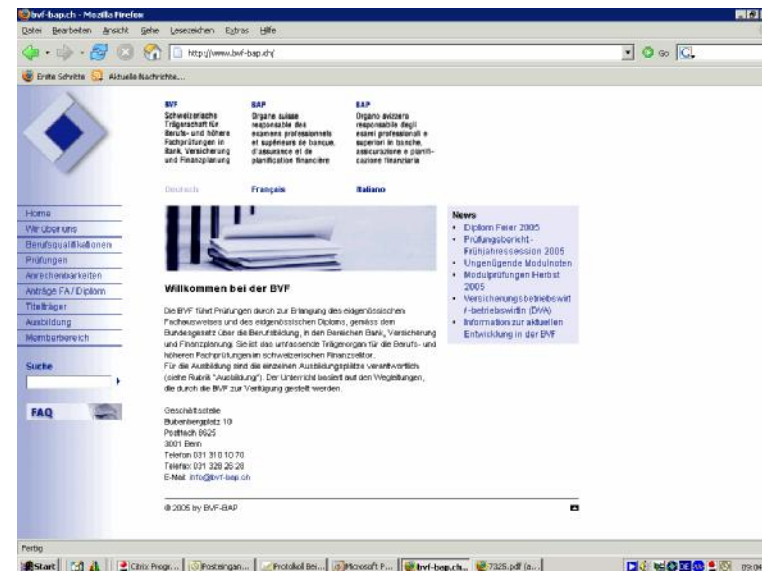 bvf-bap.ch - Mozilla Firefox
Datei Bearbeiten Ansicht Gehe Lesezeichen Extras Hilfe
http://www.bvf-bap.ch/
Go
Erste Schritte Aktuelle Nachrichten...
BVF
Schweizerische
Trägerschaft für
Berufs- und höhere
Fachprüfungen in
Bank, Versicherung
und Finanzplanung
BAP
Organe suisse
responsable des
examens professionnels
et supérieurs de banque,
d'assurance et de
planification financière
EAP
Organo svizzero
responsabile degli
esami professionali e
superiori in banche,
assicurazione e pianifi-
cazione finanziaria
Deutsch Français Italiano
Home
Wir über uns
Berufsqualifikationen
Prüfungen
Anrechenbarkeiten
Anträge FA / Diplom
Titelträger
Ausbildung
Memberbereich
Suche
FAQ
Willkommen bei der BVF
Die BVF führt Prüfungen durch zur Erlangung des eidgenössischen
Fachausweises und des eidgenössischen Diploms, gemäss dem
Bundesgesetz über die Berufsbildung, in den Bereichen Bank, Versicherung
und Finanzplanung. Sie ist das umfassende Trägerorgan für die Berufs- und
höheren Fachprüfungen im schweizerischen Finanzsektor.
Für die Ausbildung sind die einzelnen Ausbildungsplätze verantwortlich
(siehe Rubrik "Ausbildung"). Der Unterricht basiert auf den Wegleitungen,
die durch die BVF zur Verfügung gestellt werden.
Geschäftsstelle
Bubenbergplatz 10
Postfach 8625
3001 Bern
Telefon 031 310 10 70
Telefax 031 328 26 28
E-Mail: info@bvf-bap.ch
© 2005 by BVF-BAP
News
• Diplom Feier 2005
• Prüfungsbericht -
Frühjahressession 2005
• Ungenügende Modulnoten
• Modulprüfungen Herbst
2005
• Versicherungsbetriebswirt
/-betriebswirtin (DVA)
• Information zur aktuellen
Entwicklung in der BVF
Fertig
Start Citrix Progr... Posteingan... Protokoll Bei... Microsoft P... bvf-bap.ch... 7325.pdf (a... DE 09:04